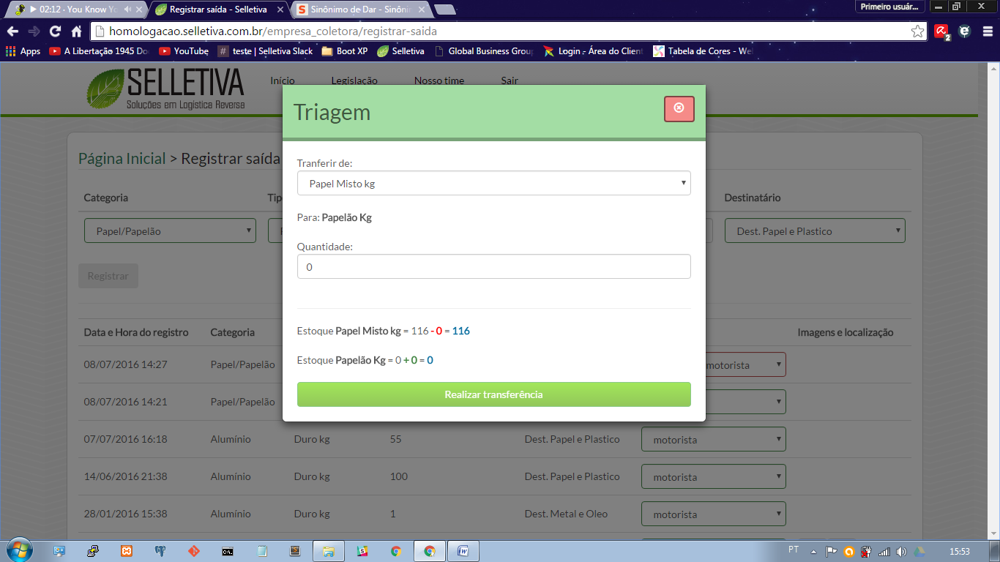 02:12 - You Know Yo
Registrar saída - Selletiva
Sinônimo de Dar - Sinônin
Primeiro usuár...
homologacao.selletiva.com.br/empresa_coletora/registrar-saida
2
Apps
A Libertação 1945 Do
YouTube
teste | Selletiva Slack
Boot XP
Selletiva
Global Business Grou
Login - Área do Client
Tabela de Cores - We
SELLETIVA
Soluções em Logística Reversa
Início
Legislação
Nosso time
Sair
Triagem
Página Inicial > Registrar saída
Tranferir de:
Papel Misto kg
Categoria
Tip
Destinatário
Para: Papelão Kg
Papel/Papelão
Dest. Papel e Plastico
Quantidade:
0
Registrar
Data e Hora do registro
Categoria
Imagens e localização
Estoque Papel Misto kg = 116 - 0 = 116
Estoque Papelão Kg = 0 + 0 = 0
08/07/2016 14:27
Papel/Papelão
motorista
Realizar transferência
08/07/2016 14:21
Papel/Papelão
07/07/2016 16:18
Alumínio
Duro kg
55
Dest. Papel e Plastico
motorista
14/06/2016 21:38
Alumínio
Duro kg
100
Dest. Papel e Plastico
motorista
28/01/2016 15:38
Alumínio
Duro kg
1
Dest. Metal e Oleo
motorista
PT
15:53